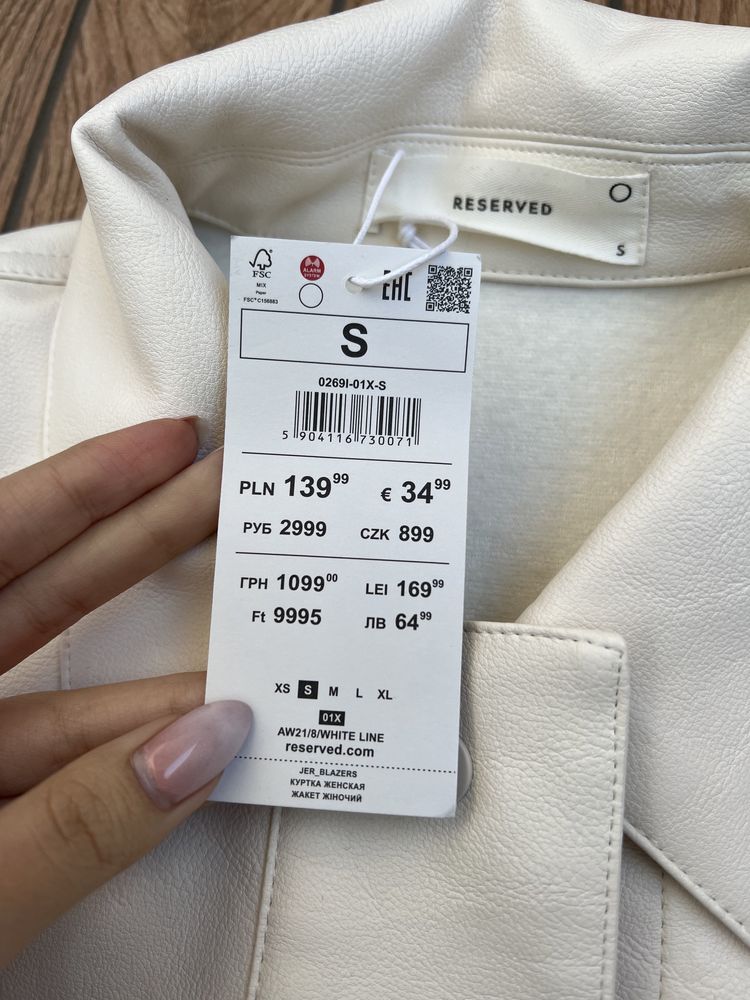 RESERVED
S
FSC
MIX
Paper
FSC® C156883
ALARM
SYSTEM
EAC
S
0269I-01X-S
5 904116 730071
PLN 139⁹⁹ € 34⁹⁹
РУБ 2999 CZK 899
ГРН 1099⁰⁰ LEI 169⁹⁹
Ft 9995 ЛВ 64⁹⁹
XS S M L XL
01X
AW21/8/WHITE LINE
reserved.com
JER_BLAZERS
КУРТКА ЖЕНСКАЯ
ЖАКЕТ ЖІНОЧИЙ